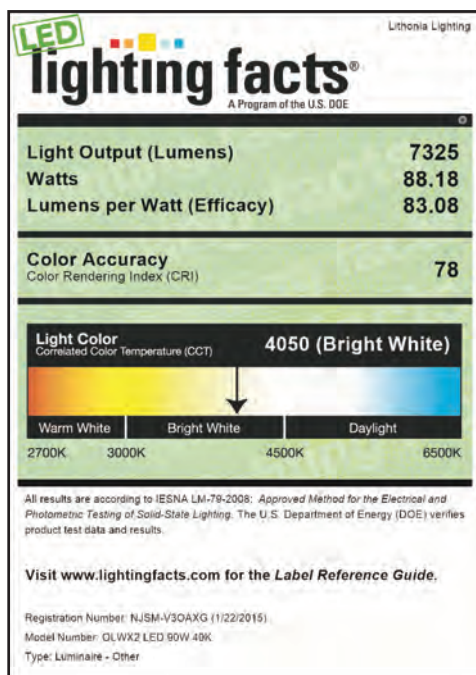 Lithonia Lighting
LED
lighting facts®
A Program of the U.S. DOE
Light Output (Lumens) 7325
Watts 88.18
Lumens per Watt (Efficacy) 83.08
Color Accuracy
Color Rendering Index (CRI) 78
Light Color
Correlated Color Temperature (CCT) 4050 (Bright White)
Warm White Bright White Daylight
2700K 3000K 4500K 6500K
All results are according to IESNA LM-79-2008: Approved Method for the Electrical and
Photometric Testing of Solid-State Lighting. The U.S. Department of Energy (DOE) verifies
product test data and results.
Visit www.lightingfacts.com for the Label Reference Guide.
Registration Number: NJSM-V3OAXG (1/22/2015)
Model Number: OLWX2 LED 90W 40K
Type: Luminaire - Other